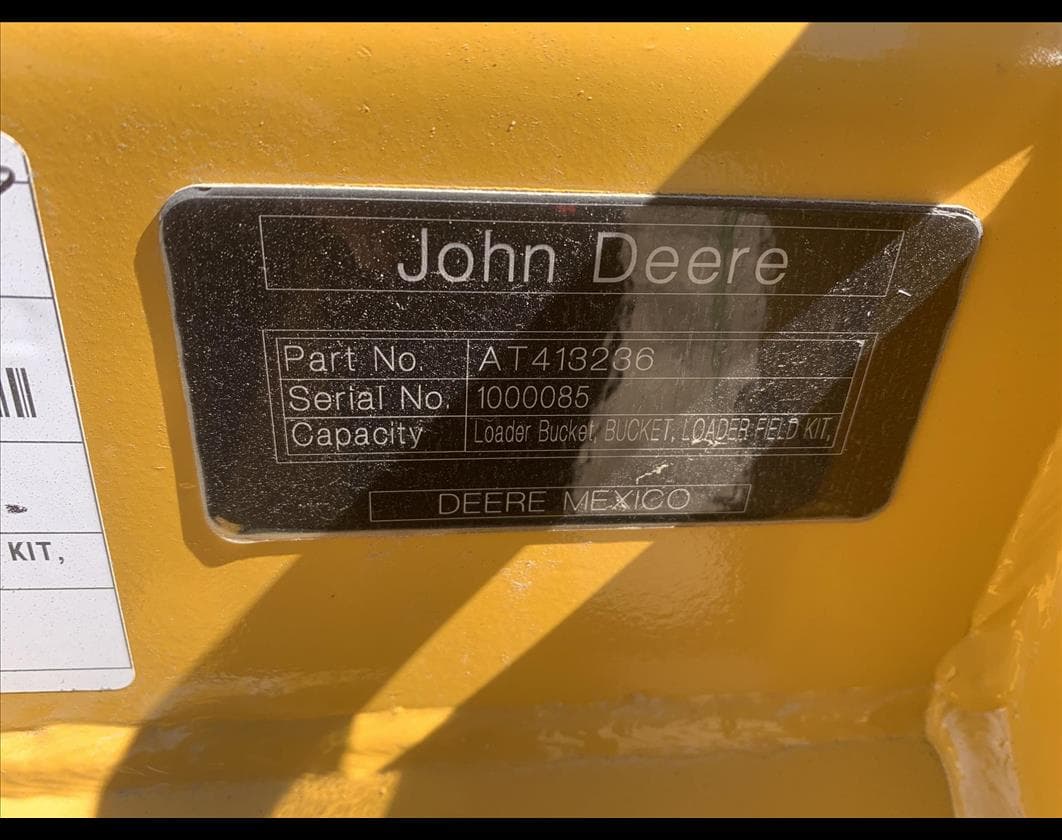 John Deere
Part No. AT413236
Serial No. 1000085
Capacity Loader Bucket, BUCKET, LOADER FIELD KIT,
DEERE MEXICO
KIT,